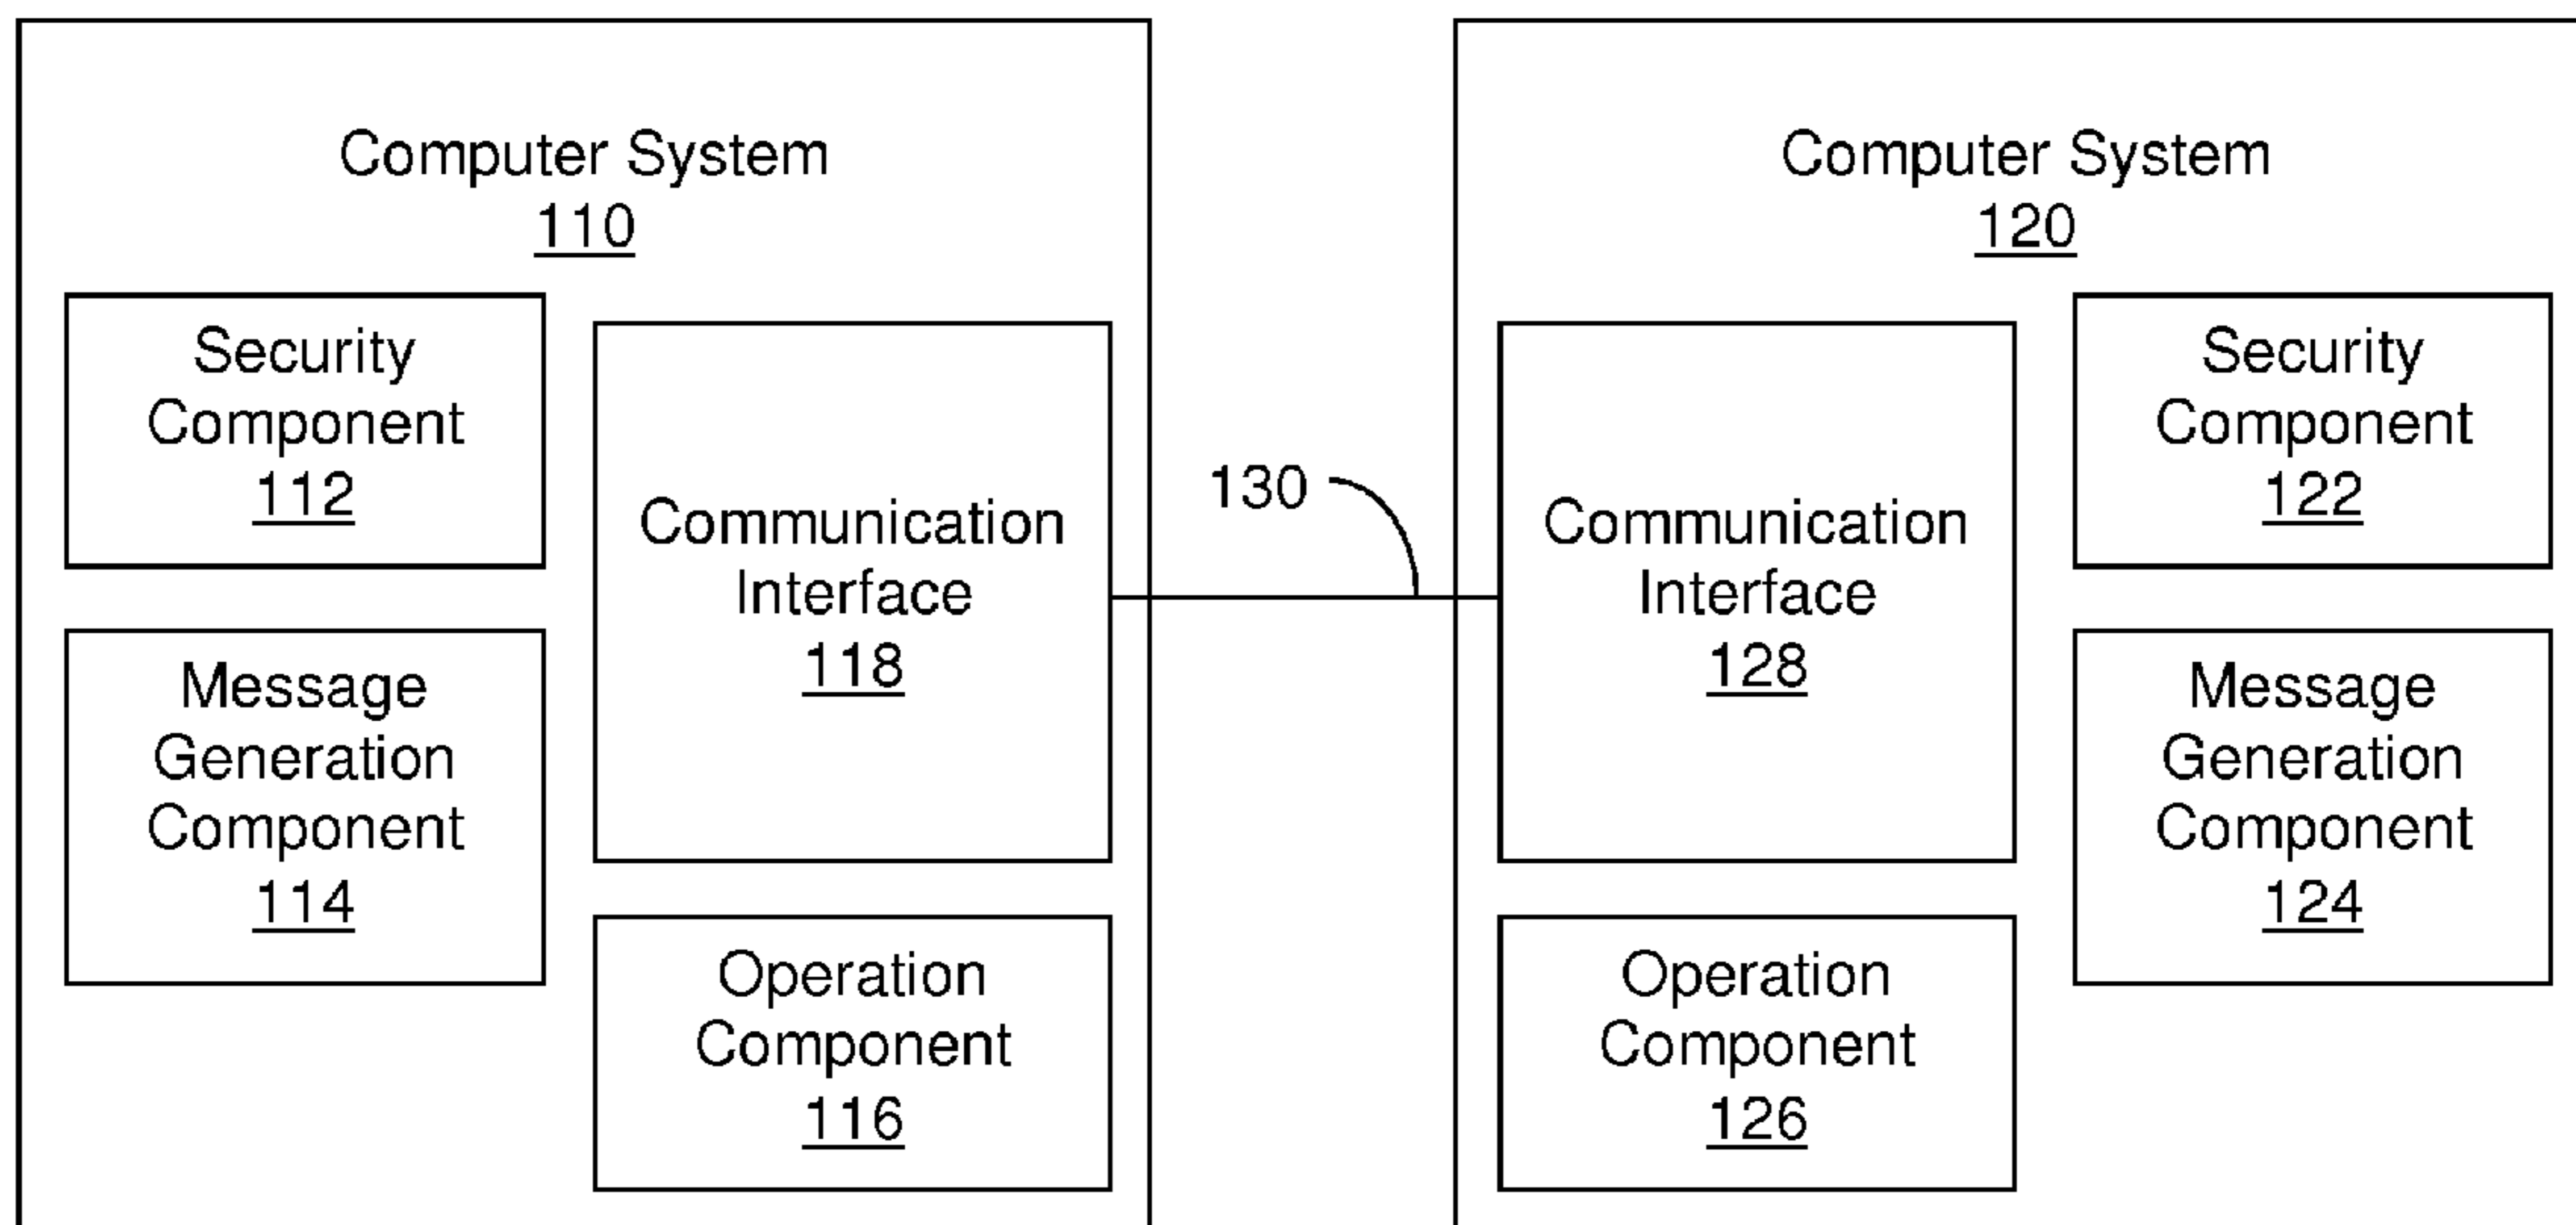 Computer System
110
Security
Component
112
Message
Generation
Component
114
Communication
Interface
118
Operation
Component
116
130
Computer System
120
Communication
Interface
128
Operation
Component
126
Security
Component
122
Message
Generation
Component
124